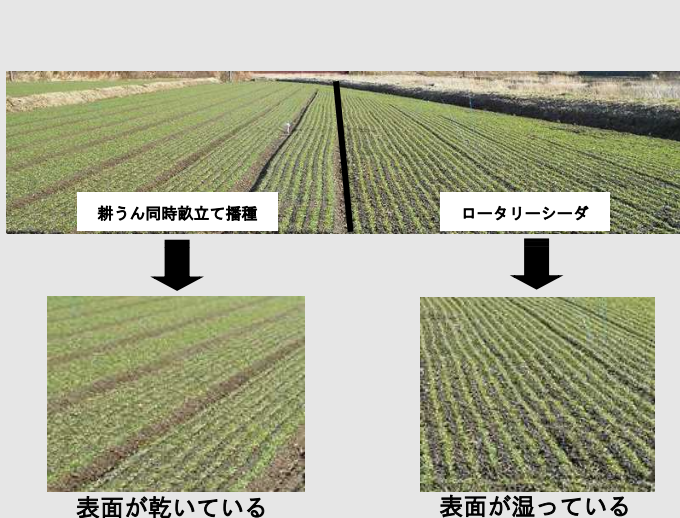 耕うん同時畝立て播種
ロータリーシーダ
表面が乾いている
表面が湿っている